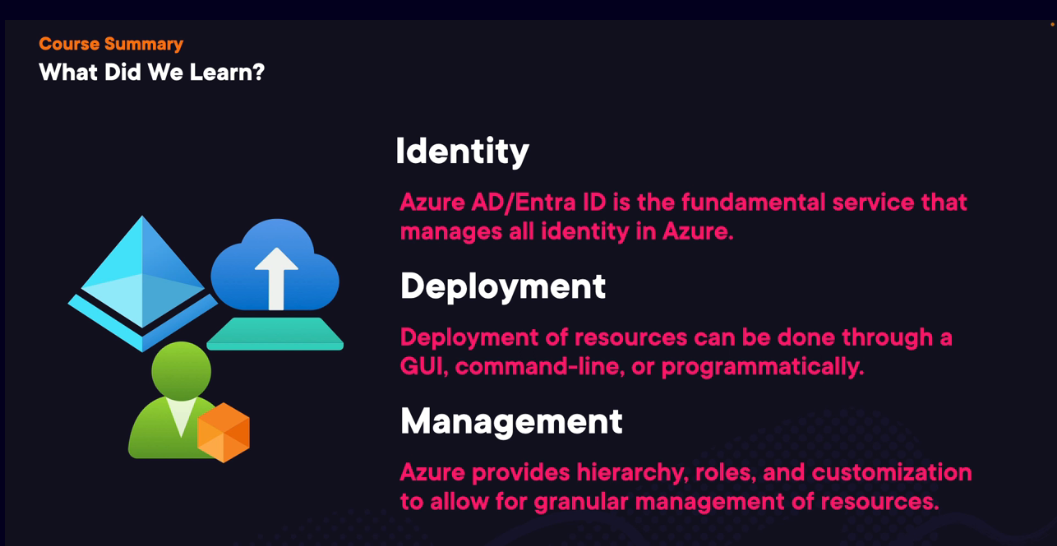 Course Summary
What Did We Learn?
Identity
Azure AD/Entra ID is the fundamental service that
manages all identity in Azure.
Deployment
Deployment of resources can be done through a
GUI, command-line, or programmatically.
Management
Azure provides hierarchy, roles, and customization
to allow for granular management of resources.